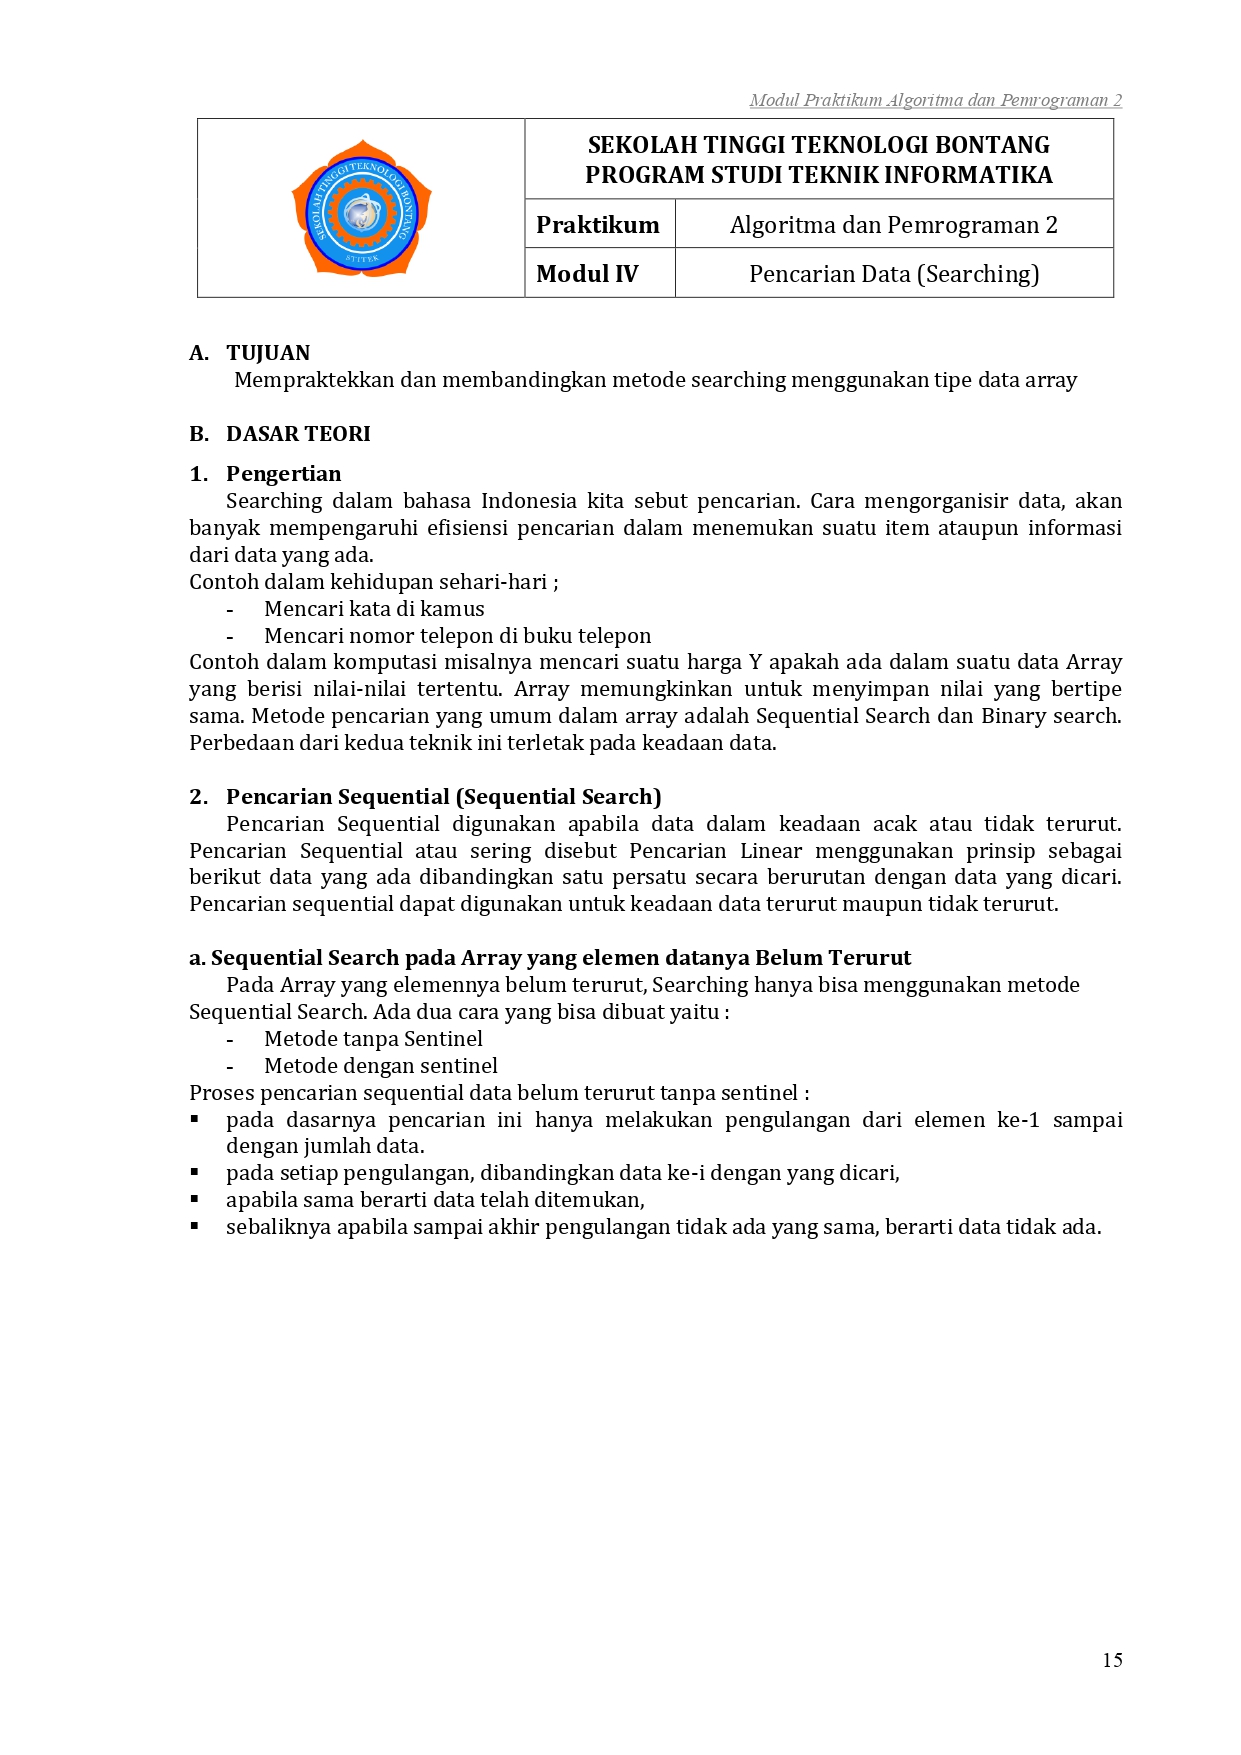 Modul Praktikum Algoritma dan Pemrograman 2
SEKOLAH TINGGI TEKNOLOGI BONTANG
STITEK
SEKOLAH TINGGI TEKNOLOGI BONTANG
PROGRAM STUDI TEKNIK INFORMATIKA
Praktikum Algoritma dan Pemrograman 2
Modul IV Pencarian Data (Searching)
A. TUJUAN
Mempraktekkan dan membandingkan metode searching menggunakan tipe data array
B. DASAR TEORI
1. Pengertian
Searching dalam bahasa Indonesia kita sebut pencarian. Cara mengorganisir data, akan
banyak mempengaruhi efisiensi pencarian dalam menemukan suatu item ataupun informasi
dari data yang ada.
Contoh dalam kehidupan sehari-hari ;
- Mencari kata di kamus
- Mencari nomor telepon di buku telepon
Contoh dalam komputasi misalnya mencari suatu harga Y apakah ada dalam suatu data Array
yang berisi nilai-nilai tertentu. Array memungkinkan untuk menyimpan nilai yang bertipe
sama. Metode pencarian yang umum dalam array adalah Sequential Search dan Binary search.
Perbedaan dari kedua teknik ini terletak pada keadaan data.
2. Pencarian Sequential (Sequential Search)
Pencarian Sequential digunakan apabila data dalam keadaan acak atau tidak terurut.
Pencarian Sequential atau sering disebut Pencarian Linear menggunakan prinsip sebagai
berikut data yang ada dibandingkan satu persatu secara berurutan dengan data yang dicari.
Pencarian sequential dapat digunakan untuk keadaan data terurut maupun tidak terurut.
a. Sequential Search pada Array yang elemen datanya Belum Terurut
Pada Array yang elemennya belum terurut, Searching hanya bisa menggunakan metode
Sequential Search. Ada dua cara yang bisa dibuat yaitu :
- Metode tanpa Sentinel
- Metode dengan sentinel
Proses pencarian sequential data belum terurut tanpa sentinel :
▪ pada dasarnya pencarian ini hanya melakukan pengulangan dari elemen ke-1 sampai
dengan jumlah data.
▪ pada setiap pengulangan, dibandingkan data ke-i dengan yang dicari,
▪ apabila sama berarti data telah ditemukan,
▪ sebaliknya apabila sampai akhir pengulangan tidak ada yang sama, berarti data tidak ada.
15